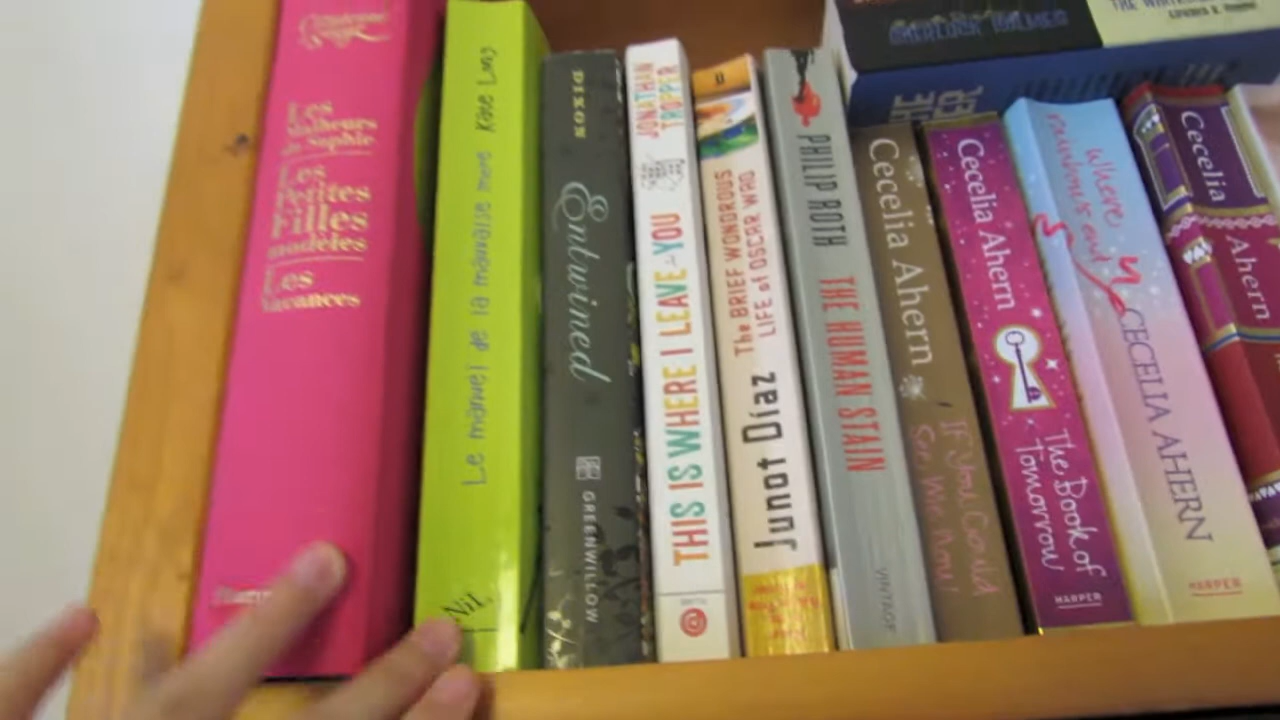 Les
Malheurs
de Sophie
Les
Petites
Filles
modèles
Les
Vacances
Le manuel de la mauvaise mère Kate Long
NiL
DIXON
Entwined
GREENWILLOW
JONATHAN
TROPPER
THIS IS WHERE I LEAVE YOU
The BRIEF WONDROUS
LIFE of OSCAR WAO
Junot Díaz
PHILIP ROTH THE HUMAN STAIN
VINTAGE
Cecelia Ahern
If You Could
See Me Now
Cecelia Ahern
The Book of
Tomorrow
HARPER
where
rainbows end
CECELIA AHERN
HARPER
Cecelia
Ahern
SHERLOCK HOLMES
THE